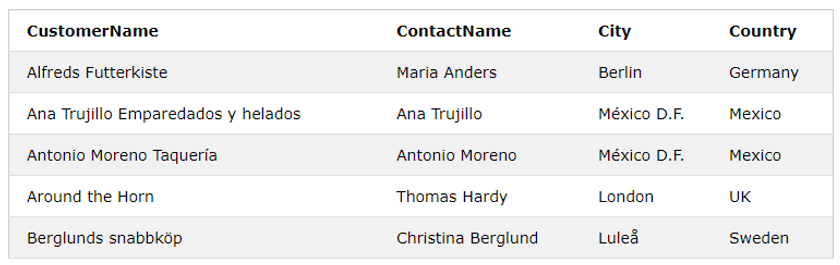 CustomerName ContactName City Country
Alfreds Futterkiste Maria Anders Berlin Germany
Ana Trujillo Emparedados y helados Ana Trujillo México D.F. Mexico
Antonio Moreno Taquería Antonio Moreno México D.F. Mexico
Around the Horn Thomas Hardy London UK
Berglunds snabbköp Christina Berglund Luleå Sweden